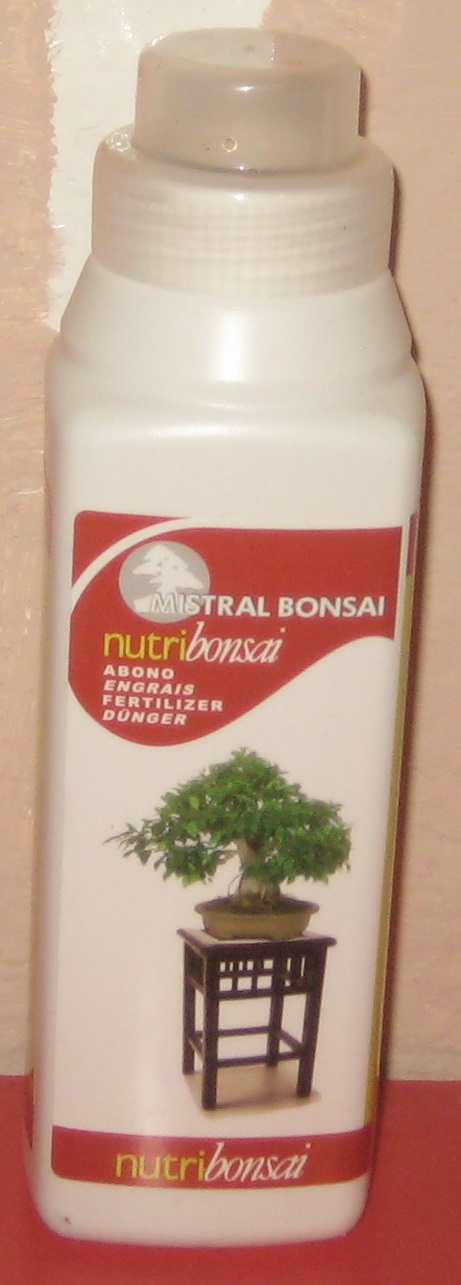 MISTRAL BONSAI
nutribonsai
ABONO
ENGRAIS
FERTILIZER
DÜNGER
nutribonsai